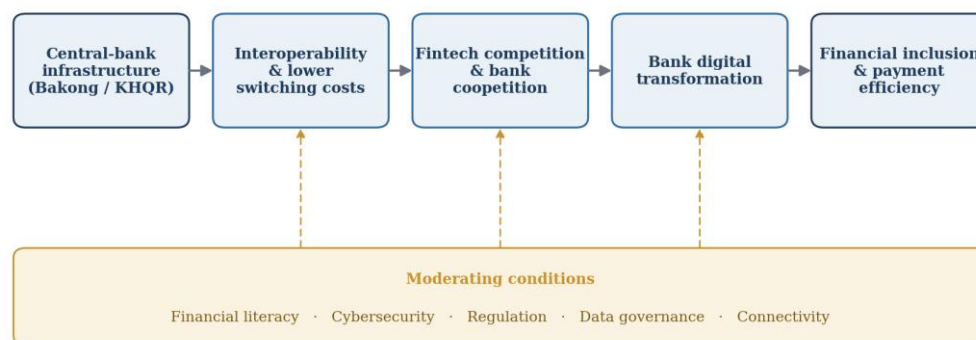 Central-bank
infrastructure
(Bakong / KHQR)
Interoperability
& lower
switching costs
Fintech competition
& bank
coopetition
Bank digital
transformation
Financial inclusion
& payment
efficiency
Moderating conditions
Financial literacy · Cybersecurity · Regulation · Data governance · Connectivity